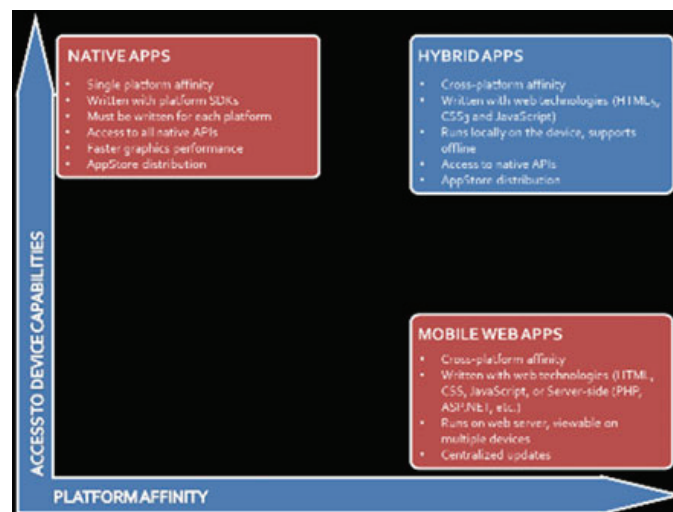 NATIVE APPS
• Single platform affinity
• Written with platform SDKs
• Must be written for each platform
• Access to all native APIs
• Faster graphics performance
• AppStore distribution
HYBRID APPS
• Cross-platform affinity
• Written with web technologies (HTML5,
CSS3 and JavaScript)
• Runs locally on the device, supports
offline
• Access to native APIs
• AppStore distribution
MOBILE WEB APPS
• Cross-platform affinity
• Written with web technologies (HTML,
CSS, JavaScript, or Server-side (PHP,
ASP.NET, etc.)
• Runs on web server, viewable on
multiple devices
• Centralized updates
ACCESS TO DEVICE CAPABILITIES
PLATFORM AFFINITY